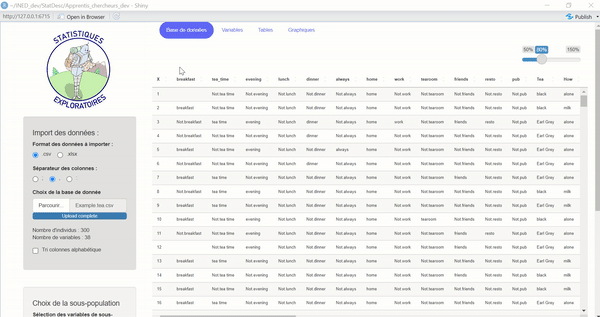 ~/INED_dev/StatDesc/Apprentis_chercheurs_dev - Shiny
http://127.0.0.1:6715 Open in Browser Publish
STATISTIQUES
EXPLORATOIRES
Base de données Variables Tables Graphiques
50% 90% 150%
Import des données :
Format des données à importer :
.csv .xlsx
Séparateur des colonnes :
Choix de la base de donnée
Parcourir... Example tea.csv
Upload complete
Nombre d'individus : 300
Nombre de variables : 36
Tri colonnes alphabétique
Choix de la sous-population
Sélection des variables de sous-
X breakfast tea_time evening lunch dinner always home work tearoom friends resto pub Tea How
1 Not tea time Not evening Not lunch Not dinner Not always home Not work Not tearoom Not friends Not resto Not pub black alone
2 breakfast Not tea time Not evening Not lunch Not dinner Not always home Not work Not tearoom Not friends Not resto Not pub black milk
3 Not.breakfast tea time evening Not lunch dinner Not always home work Not tearoom friends resto Not pub Earl Grey alone
4 Not.breakfast Not tea time Not evening Not lunch dinner Not always home Not work Not tearoom Not friends Not resto Not pub Earl Grey alone
5 breakfast Not tea time evening Not lunch Not dinner always home Not work Not tearoom Not friends Not resto Not pub Earl Grey alone
6 Not.breakfast Not tea time Not evening Not lunch dinner Not always home Not work Not tearoom Not friends Not resto Not pub Earl Grey alone
7 breakfast tea time evening Not lunch Not dinner Not always home Not work Not tearoom friends Not resto Not pub Earl Grey alone
8 Not.breakfast tea time evening Not lunch Not dinner Not always home Not work Not tearoom Not friends Not resto Not pub black milk
9 breakfast Not tea time evening Not lunch Not dinner Not always home Not work Not tearoom Not friends Not resto Not pub Earl Grey milk
10 Not.breakfast tea time evening Not lunch Not dinner Not always home Not work tearoom Not friends Not resto Not pub black alone
11 Not.breakfast Not tea time evening Not lunch Not dinner Not always home Not work Not tearoom friends resto Not pub Earl Grey alone
12 Not tea time evening Not lunch Not dinner Not always home Not work Not tearoom friends Not resto Not pub Earl Grey milk
13 breakfast tea time evening Not lunch Not dinner Not always home Not work Not tearoom friends Not resto Not pub Earl Grey alone
14 breakfast tea time Not evening Not lunch Not dinner Not always home Not work Not tearoom Not friends Not resto Not pub black milk
15 breakfast tea time Not evening Not lunch Not dinner Not always home Not work Not tearoom Not friends Not resto Not pub Earl Grey alone
16 breakfast tea time Not evening Not lunch Not dinner Not always home Not work Not tearoom Not friends Not resto Not pub Earl Grey alone